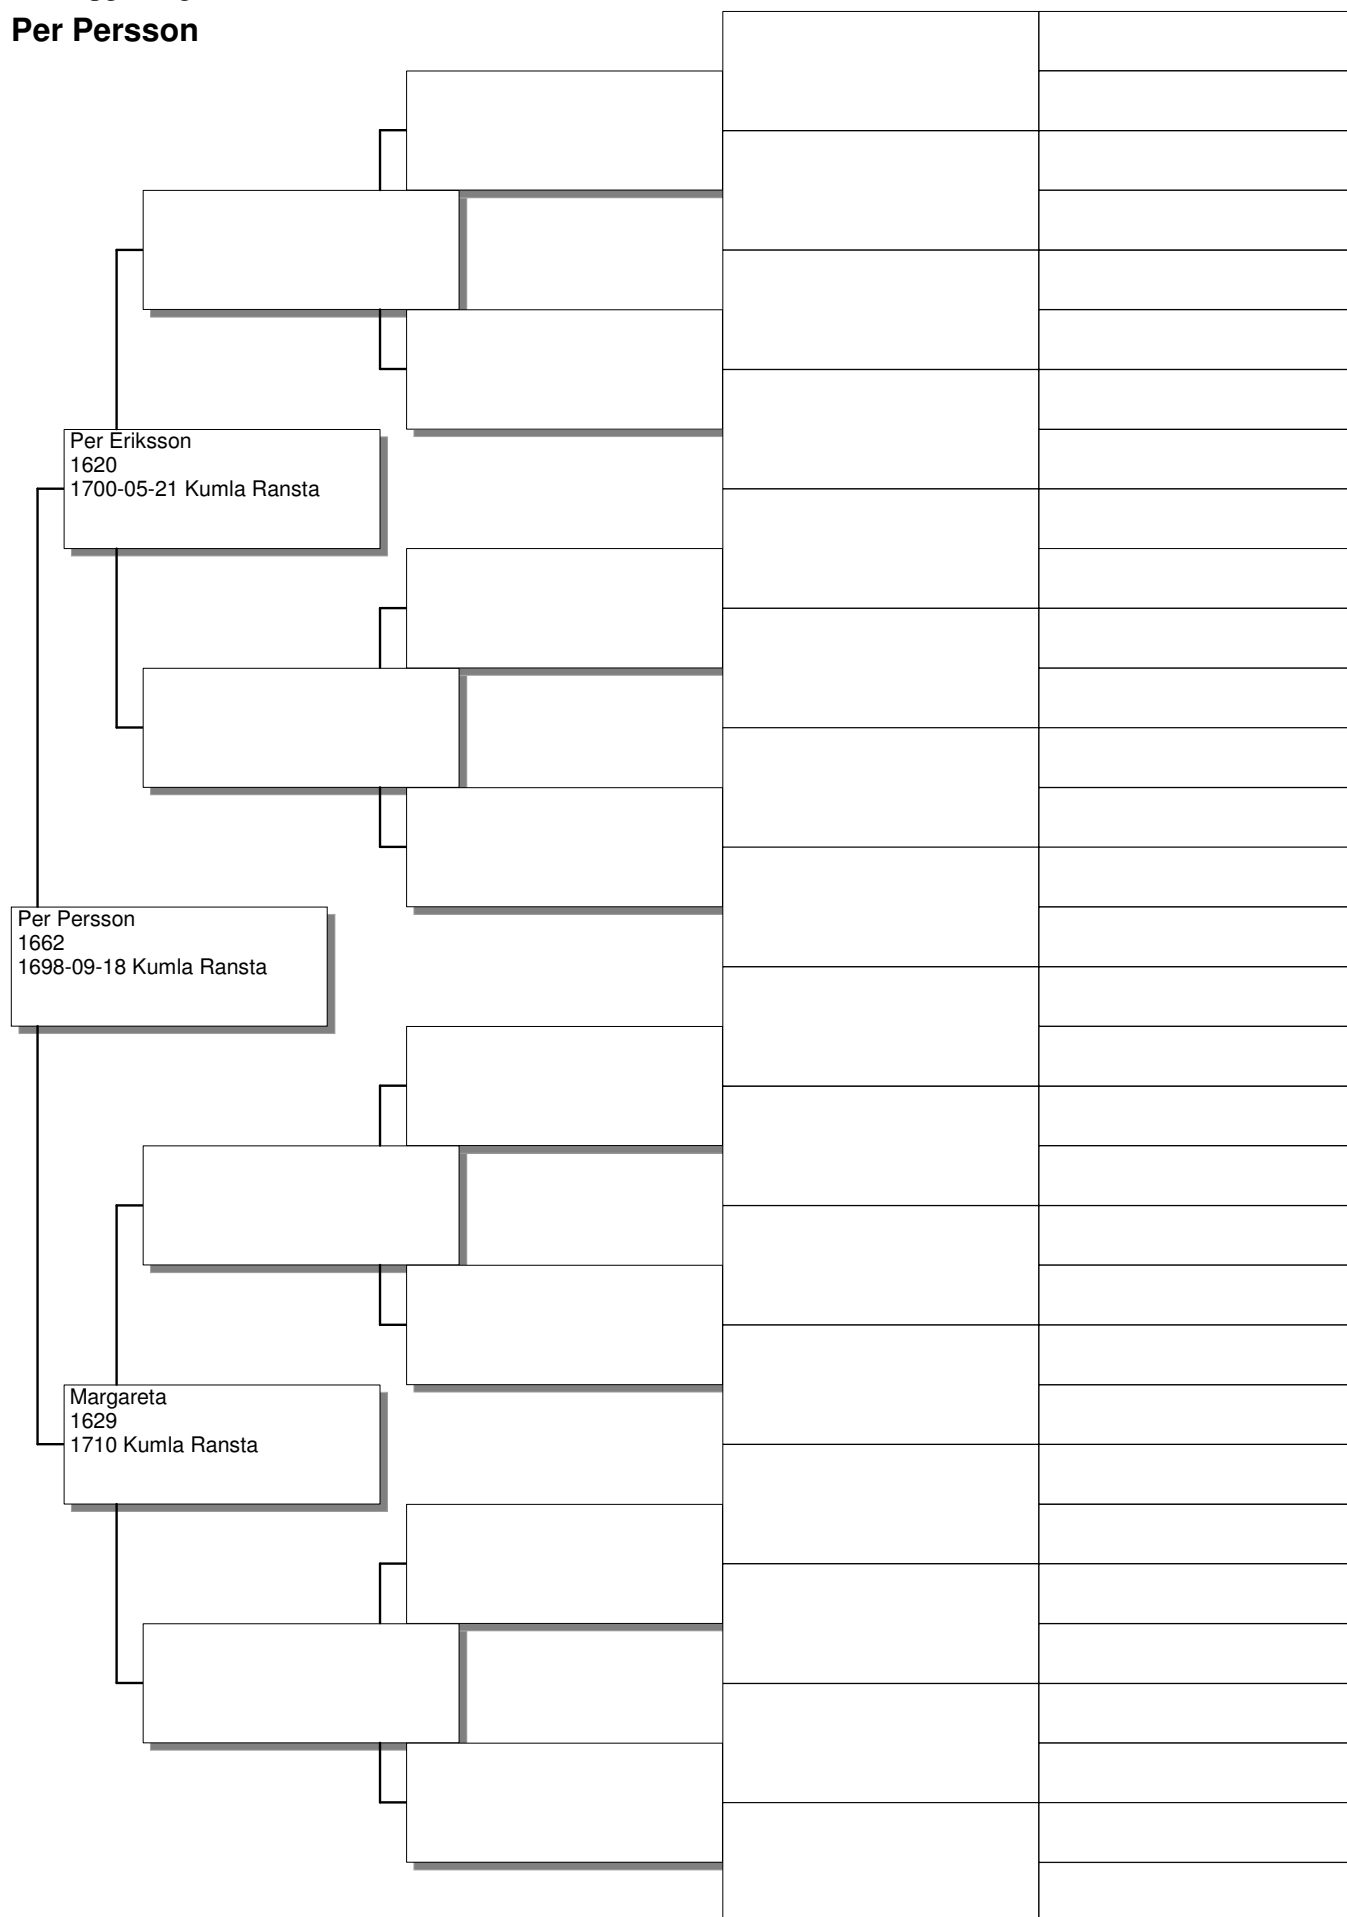 Per Persson
Per Eriksson
1620
1700-05-21 Kumla Ransta
Per Persson
1662
1698-09-18 Kumla Ransta
Margareta
1629
1710 Kumla Ransta